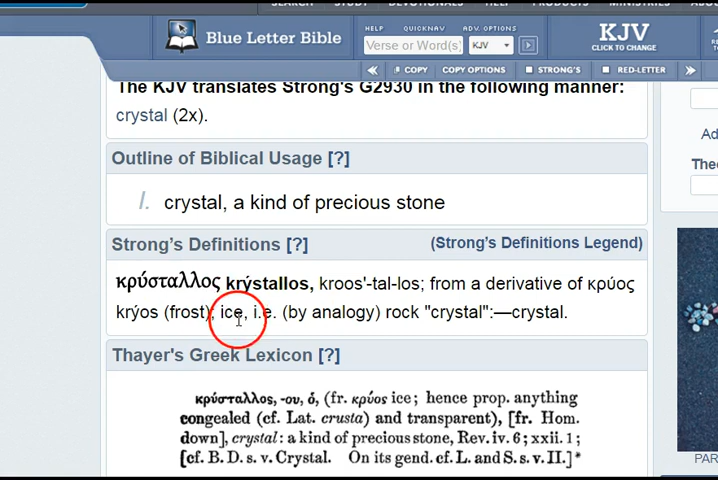 Blue Letter Bible
HELP QUICKNAV ADV. OPTIONS
Verse or Word(s) KJV
KJV
CLICK TO CHANGE
COPY COPY OPTIONS STRONG'S RED-LETTER
The KJV translates Strong's G2930 in the following manner:
crystal (2x).
Outline of Biblical Usage [?]
I. crystal, a kind of precious stone
Strong's Definitions [?] (Strong's Definitions Legend)
κρύσταλλος krýstallos, kroos'-tal-los; from a derivative of κρύος
krýos (frost); ice, i.e. (by analogy) rock "crystal":—crystal.
Thayer's Greek Lexicon [?]
κρύσταλλος, -ου, ὁ, (fr. κρύος ice; hence prop. anything
congealed (cf. Lat. crusta) and transparent), [fr. Hom.
down], crystal: a kind of precious stone, Rev. iv. 6; xxii. 1;
[cf. B. D. s. v. Crystal. On its gend. cf. L. and S. s. v. II.]*
Ad
The
PAR